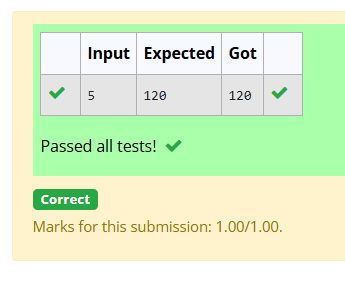 Input Expected Got
5 120 120
Passed all tests!
Correct
Marks for this submission: 1.00/1.00.